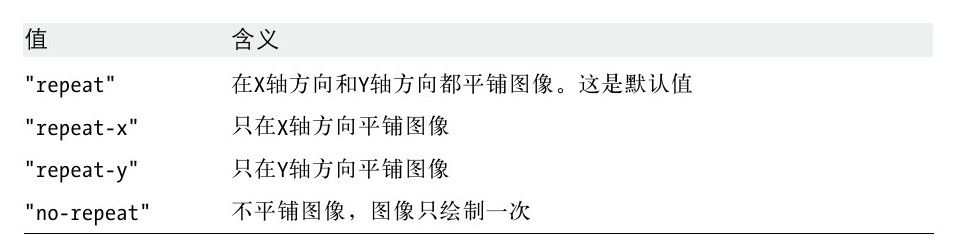 值 含义
"repeat" 在X轴方向和Y轴方向都平铺图像。这是默认值
"repeat-x" 只在X轴方向平铺图像
"repeat-y" 只在Y轴方向平铺图像
"no-repeat" 不平铺图像，图像只绘制一次